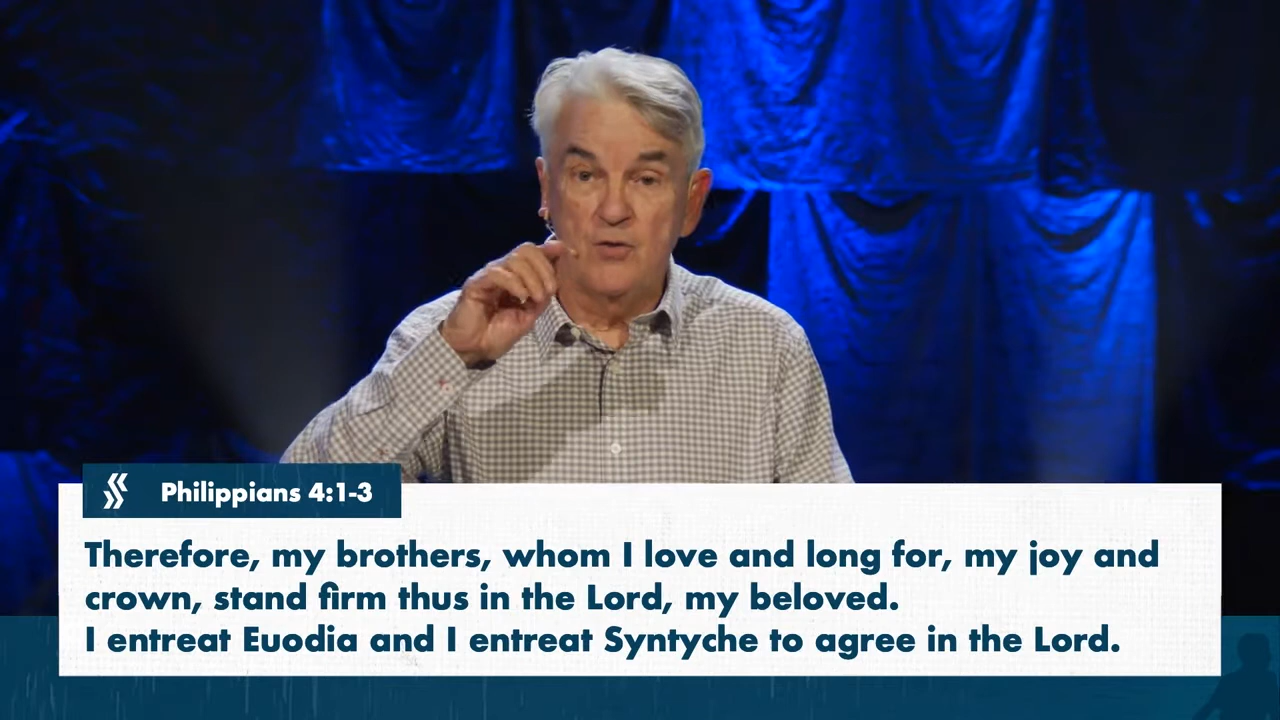 Philippians 4:1-3
Therefore, my brothers, whom I love and long for, my joy and
crown, stand firm thus in the Lord, my beloved.
I entreat Euodia and I entreat Syntyche to agree in the Lord.